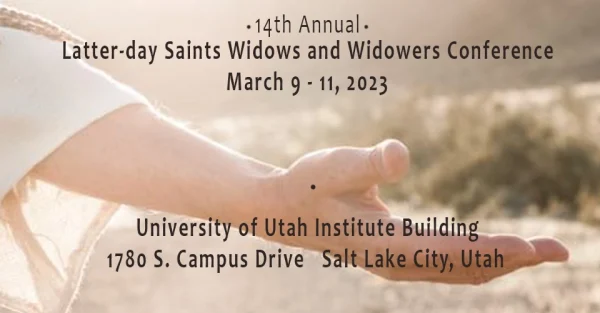 ·14th Annual·
Latter-day Saints Widows and Widowers Conference
March 9 - 11, 2023
·
University of Utah Institute Building
1780 S. Campus Drive Salt Lake City, Utah